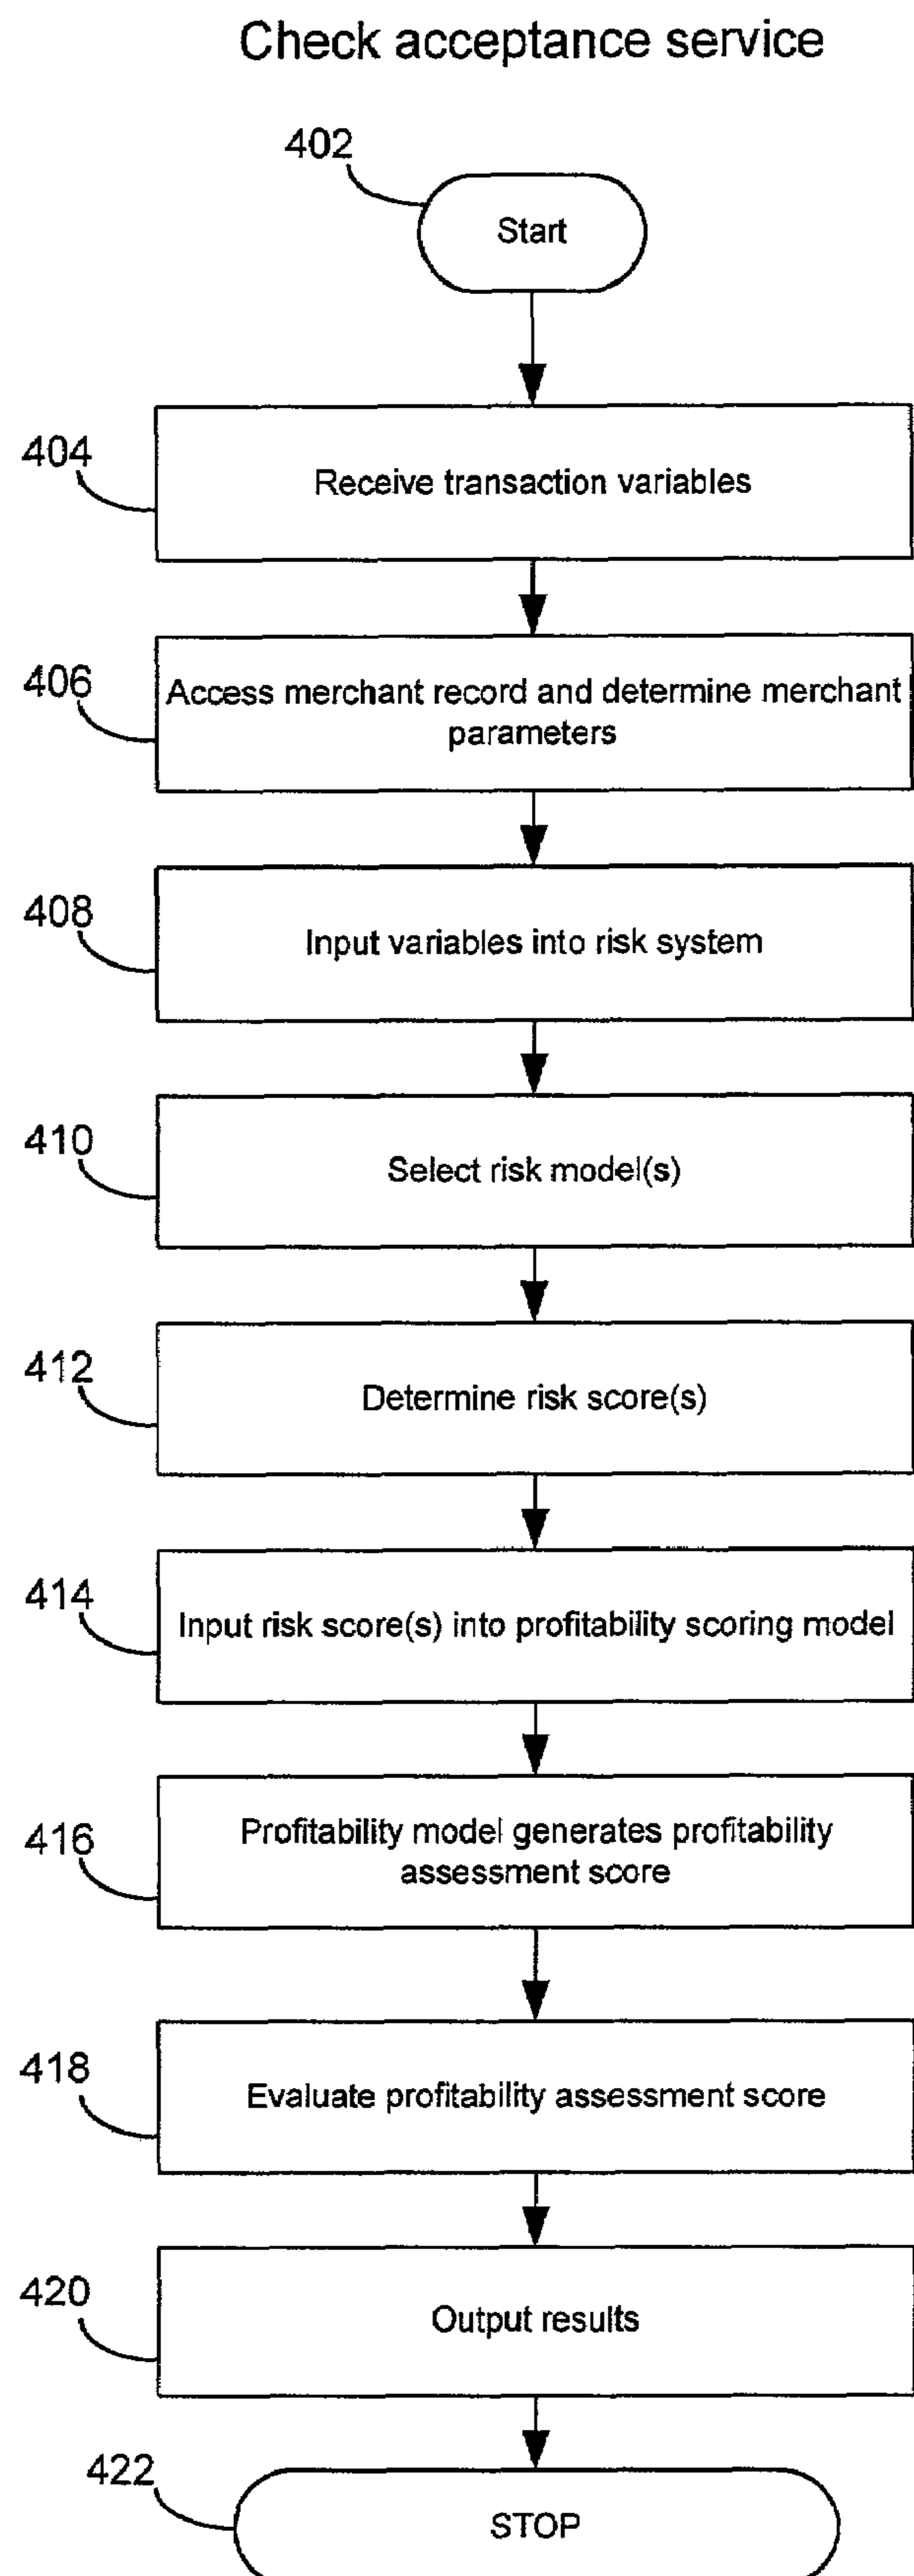 Check acceptance service
402
Start
404
Receive transaction variables
406
Access merchant record and determine merchant
parameters
408
Input variables into risk system
410
Select risk model(s)
412
Determine risk score(s)
414
Input risk score(s) into profitability scoring model
416
Profitability model generates profitability
assessment score
418
Evaluate profitability assessment score
420
Output results
422
STOP